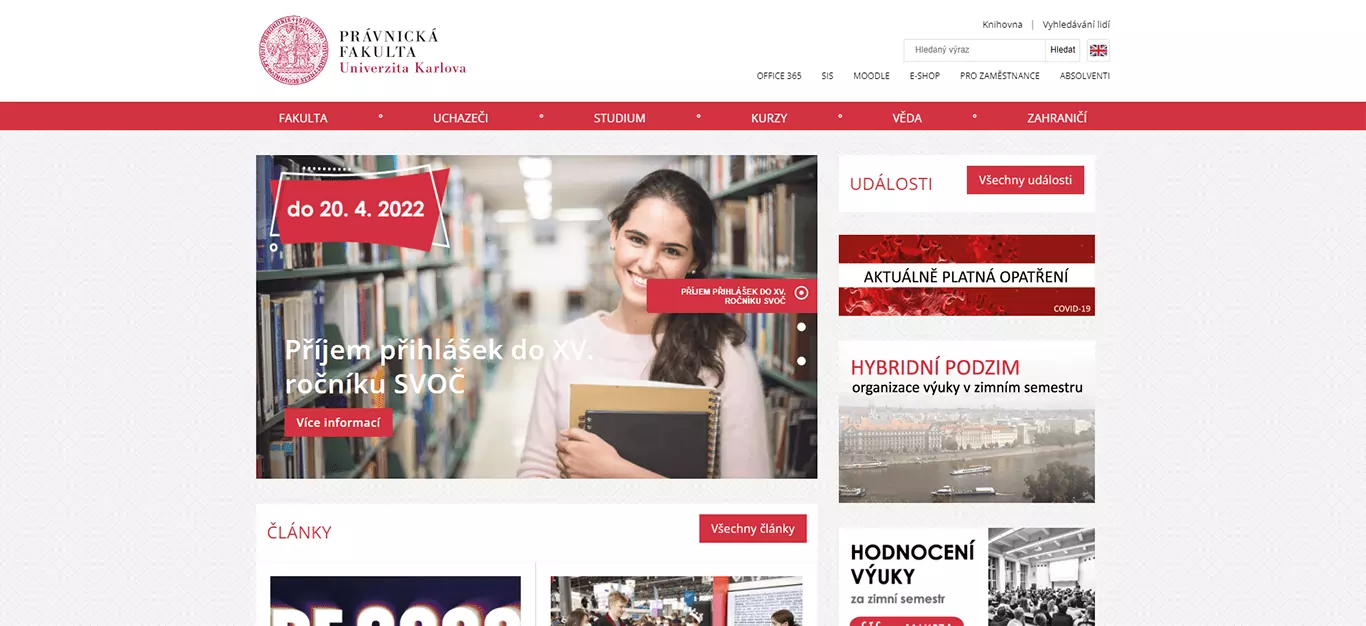 PRÁVNICKÁ
FAKULTA
Univerzita Karlova
Knihovna | Vyhledávání lidí
Hledaný výraz
Hledat
OFFICE 365 SIS MOODLE E-SHOP PRO ZAMĚSTNANCE ABSOLVENTI
FAKULTA UCHAZEČI STUDIUM KURZY VĚDA ZAHRANIČÍ
do 20. 4. 2022
PŘÍJEM PŘIHLÁŠEK DO XV.
ROČNÍKU SVOČ
Příjem přihlášek do XV.
ročníku SVOČ
Více informací
UDÁLOSTI
Všechny události
AKTUÁLNĚ PLATNÁ OPATŘENÍ
COVID-19
HYBRIDNÍ PODZIM
organizace výuky v zimním semestru
ČLÁNKY
Všechny články
HODNOCENÍ
VÝUKY
za zimní semestr